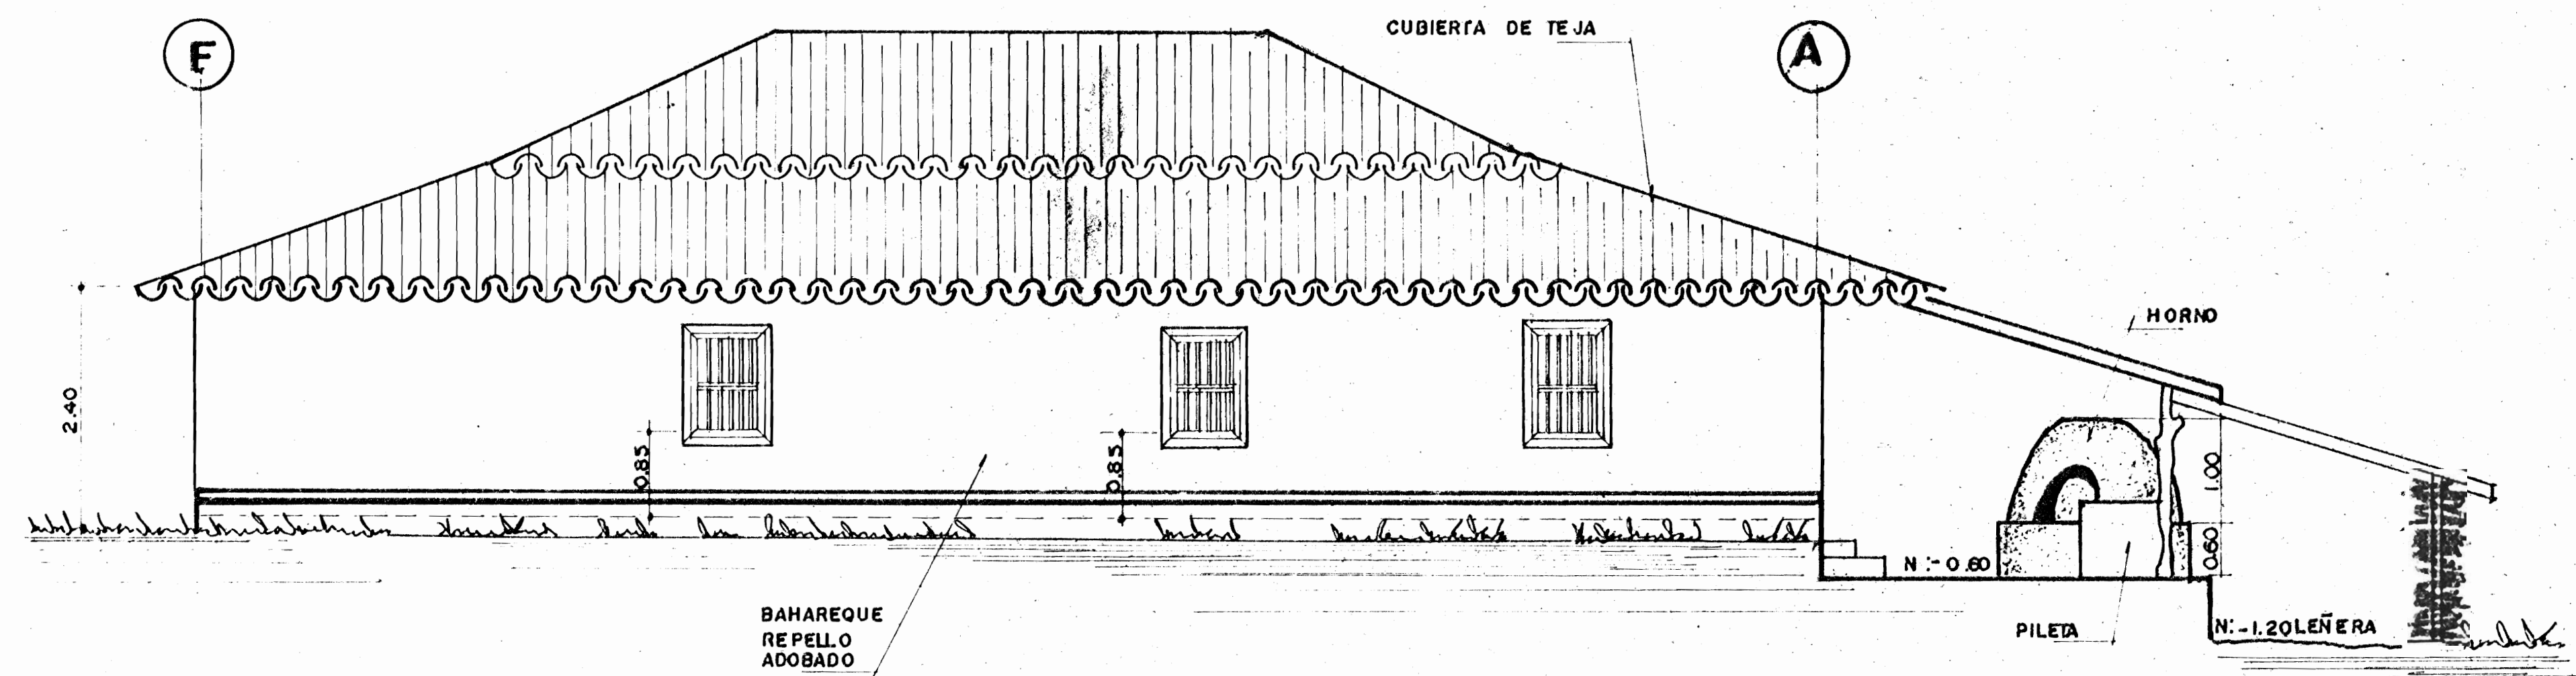 F
CUBIERTA DE TEJA
A
HORNO
2.40
0.85
0.85
1.00
0.60
N:-0.60
BAHAREQUE
REPELLO
ADOBADO
PILETA
N:-1.20 LEÑERA